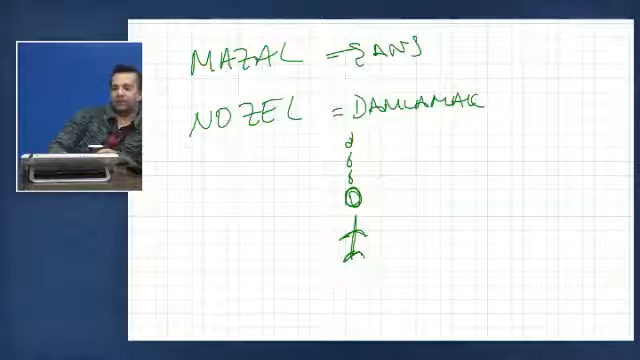 MAZAL = ŞANS
NOZEL = DAMLAMAK